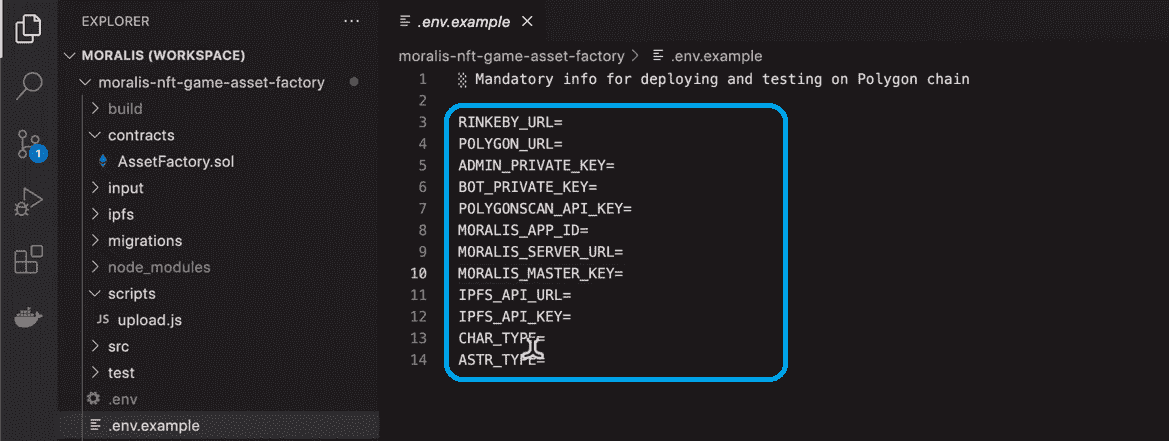 EXPLORER
MORALIS (WORKSPACE)
moralis-nft-game-asset-factory
build
contracts
AssetFactory.sol
input
ipfs
migrations
node_modules
scripts
JS upload.js
src
test
.env
.env.example
1
.env.example
moralis-nft-game-asset-factory > .env.example
1 Mandatory info for deploying and testing on Polygon chain
2
3 RINKEBY_URL=
4 POLYGON_URL=
5 ADMIN_PRIVATE_KEY=
6 BOT_PRIVATE_KEY=
7 POLYGONSCAN_API_KEY=
8 MORALIS_APP_ID=
9 MORALIS_SERVER_URL=
10 MORALIS_MASTER_KEY=
11 IPFS_API_URL=
12 IPFS_API_KEY=
13 CHAR_TYPE=
14 ASTR_TYPE=